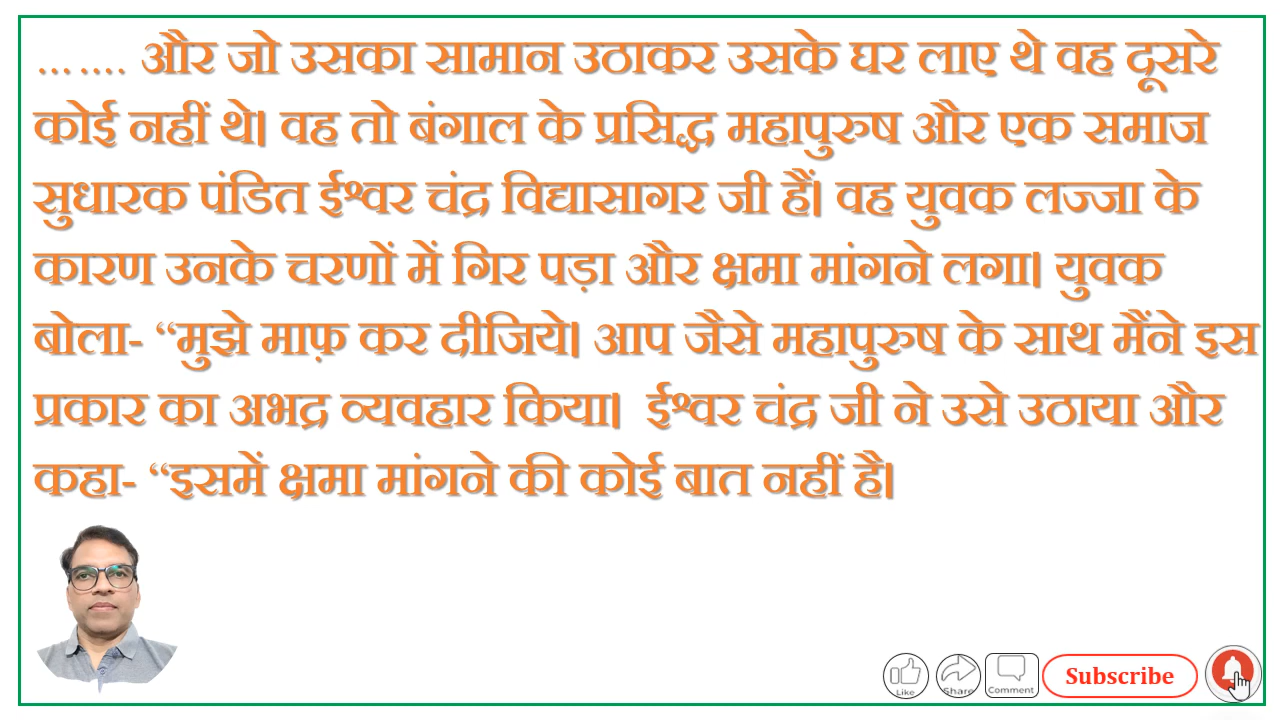 ……. और जो उसका सामान उठाकर उसके घर लाए थे वह दूसरे
कोई नहीं थे। वह तो बंगाल के प्रसिद्ध महापुरुष और एक समाज
सुधारक पंडित ईश्वर चंद्र विद्यासागर जी हैं। वह युवक लज्जा के
कारण उनके चरणों में गिर पड़ा और क्षमा मांगने लगा। युवक
बोला- “मुझे माफ़ कर दीजिये। आप जैसे महापुरुष के साथ मैंने इस
प्रकार का अभद्र व्यवहार किया। ईश्वर चंद्र जी ने उसे उठाया और
कहा- “इसमें क्षमा मांगने की कोई बात नहीं है।
Like Share Comment Subscribe